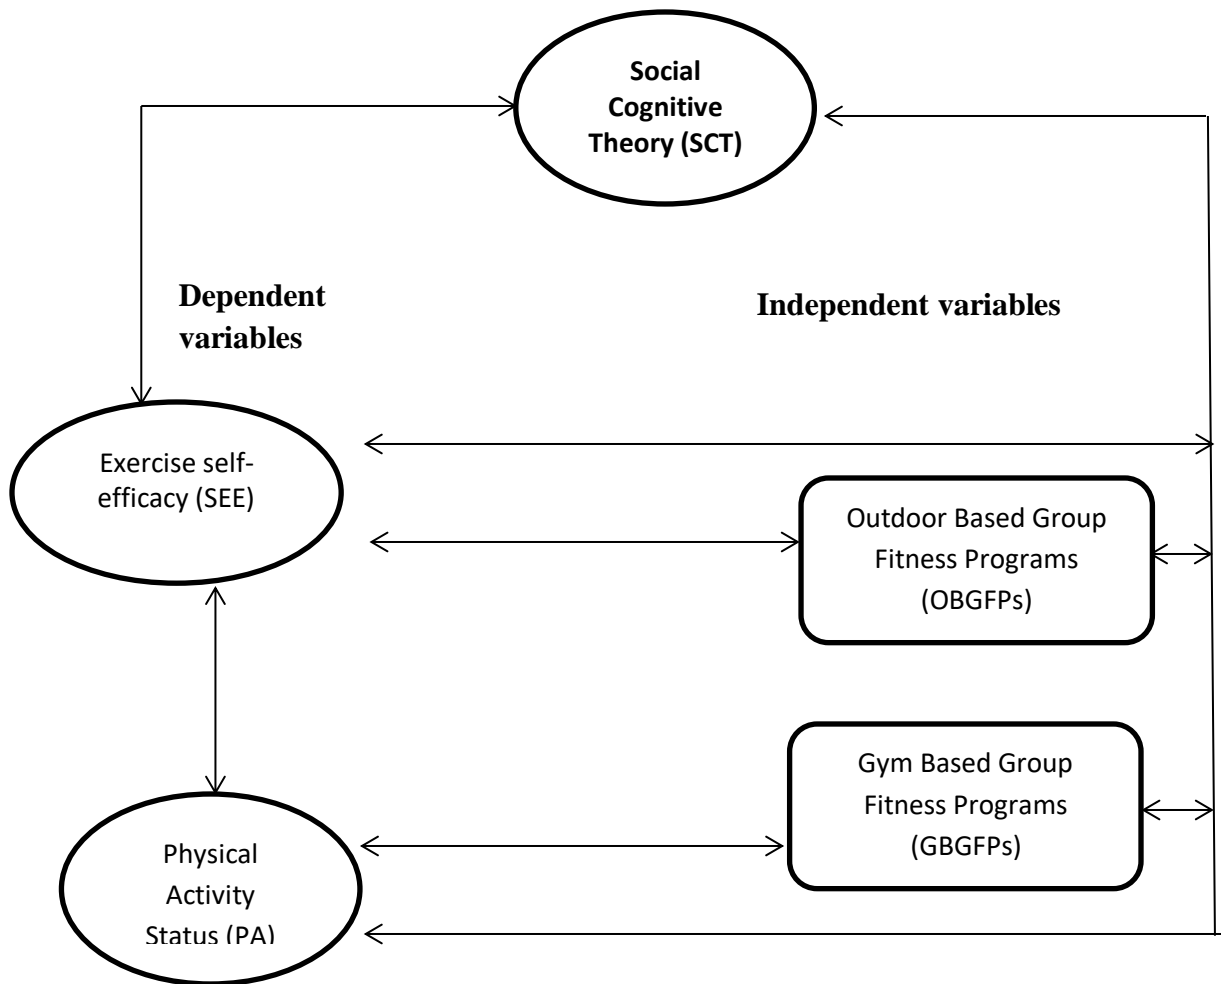 Social
Cognitive
Theory (SCT)
Dependent
variables
Independent variables
Exercise self-
efficacy (SEE)
Outdoor Based Group
Fitness Programs
(OBGFPs)
Gym Based Group
Fitness Programs
(GBGFPs)
Physical
Activity
Status (PA)